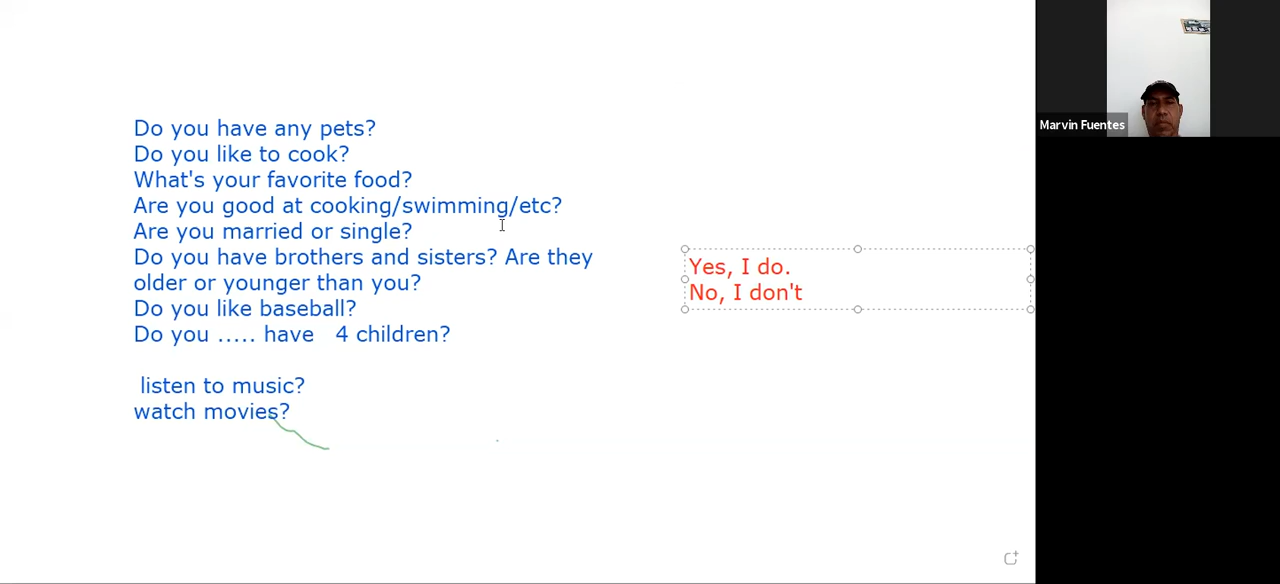 Do you have any pets?
Do you like to cook?
What's your favorite food?
Are you good at cooking/swimming/etc?
Are you married or single?
Do you have brothers and sisters? Are they
older or younger than you?
Do you like baseball?
Do you ..... have   4 children?
listen to music?
watch movies?
Yes, I do.
No, I don't
Marvin Fuentes